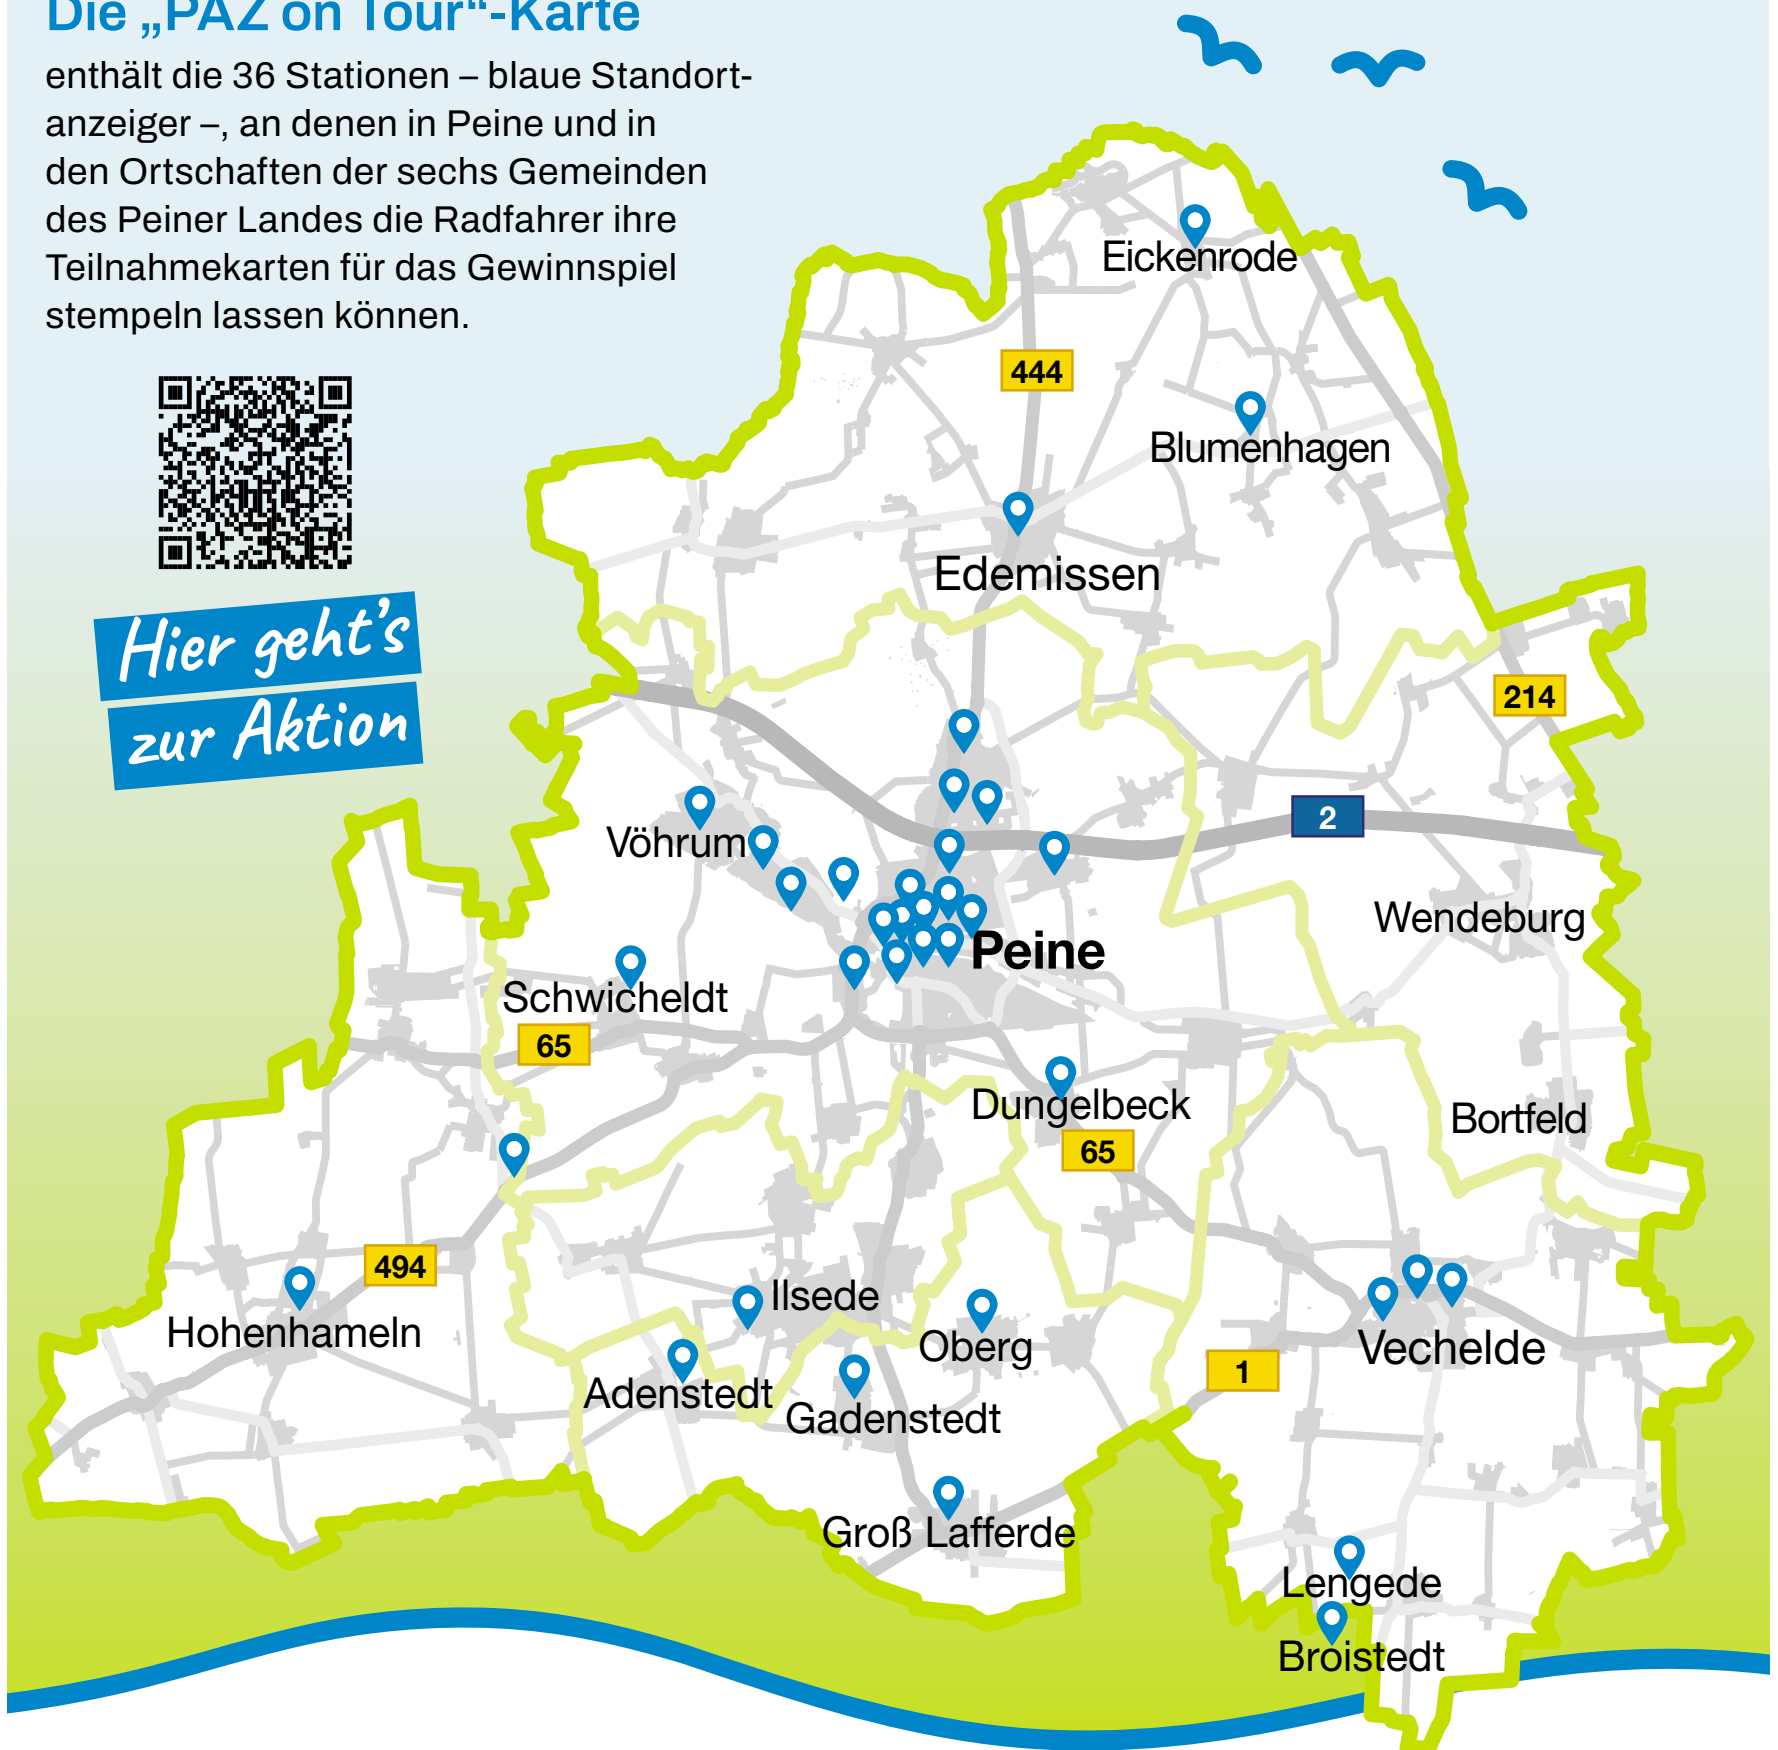 Die „PAZ on Tour“-Karte
enthält die 36 Stationen – blaue Standort-
anzeiger –, an denen in Peine und in
den Ortschaften der sechs Gemeinden
des Peiner Landes die Radfahrer ihre
Teilnahmekarten für das Gewinnspiel
stempeln lassen können.
Hier geht's
zur Aktion
Eickenrode
444
Blumenhagen
Edemissen
214
2
Vöhrum
Wendeburg
Peine
Schwicheldt
65
Dungelbeck
Bortfeld
65
494
Ilsede
Hohenhameln
Oberg
Vechelde
1
Adenstedt
Gadenstedt
Groß Lafferde
Lengede
Broistedt